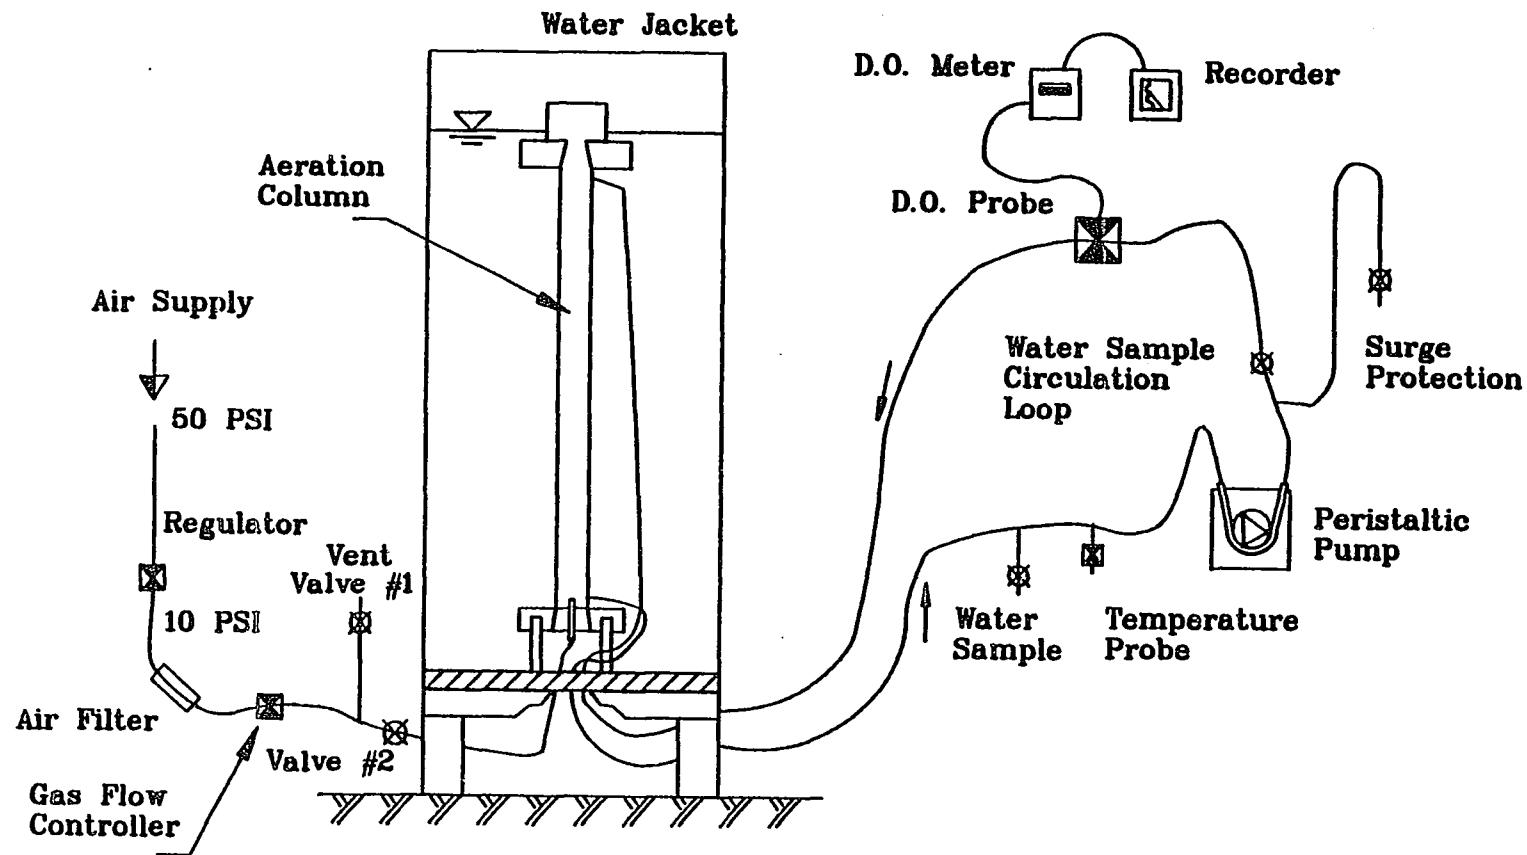 Water Jacket
D.O. Meter
Recorder
Aeration
Column
D.O. Probe
Air Supply
50 PSI
Water Sample
Circulation
Loop
Surge
Protection
Regulator
Vent
Valve #1
10 PSI
Peristaltic
Pump
Water
Sample
Temperature
Probe
Air Filter
Valve #2
Gas Flow
Controller